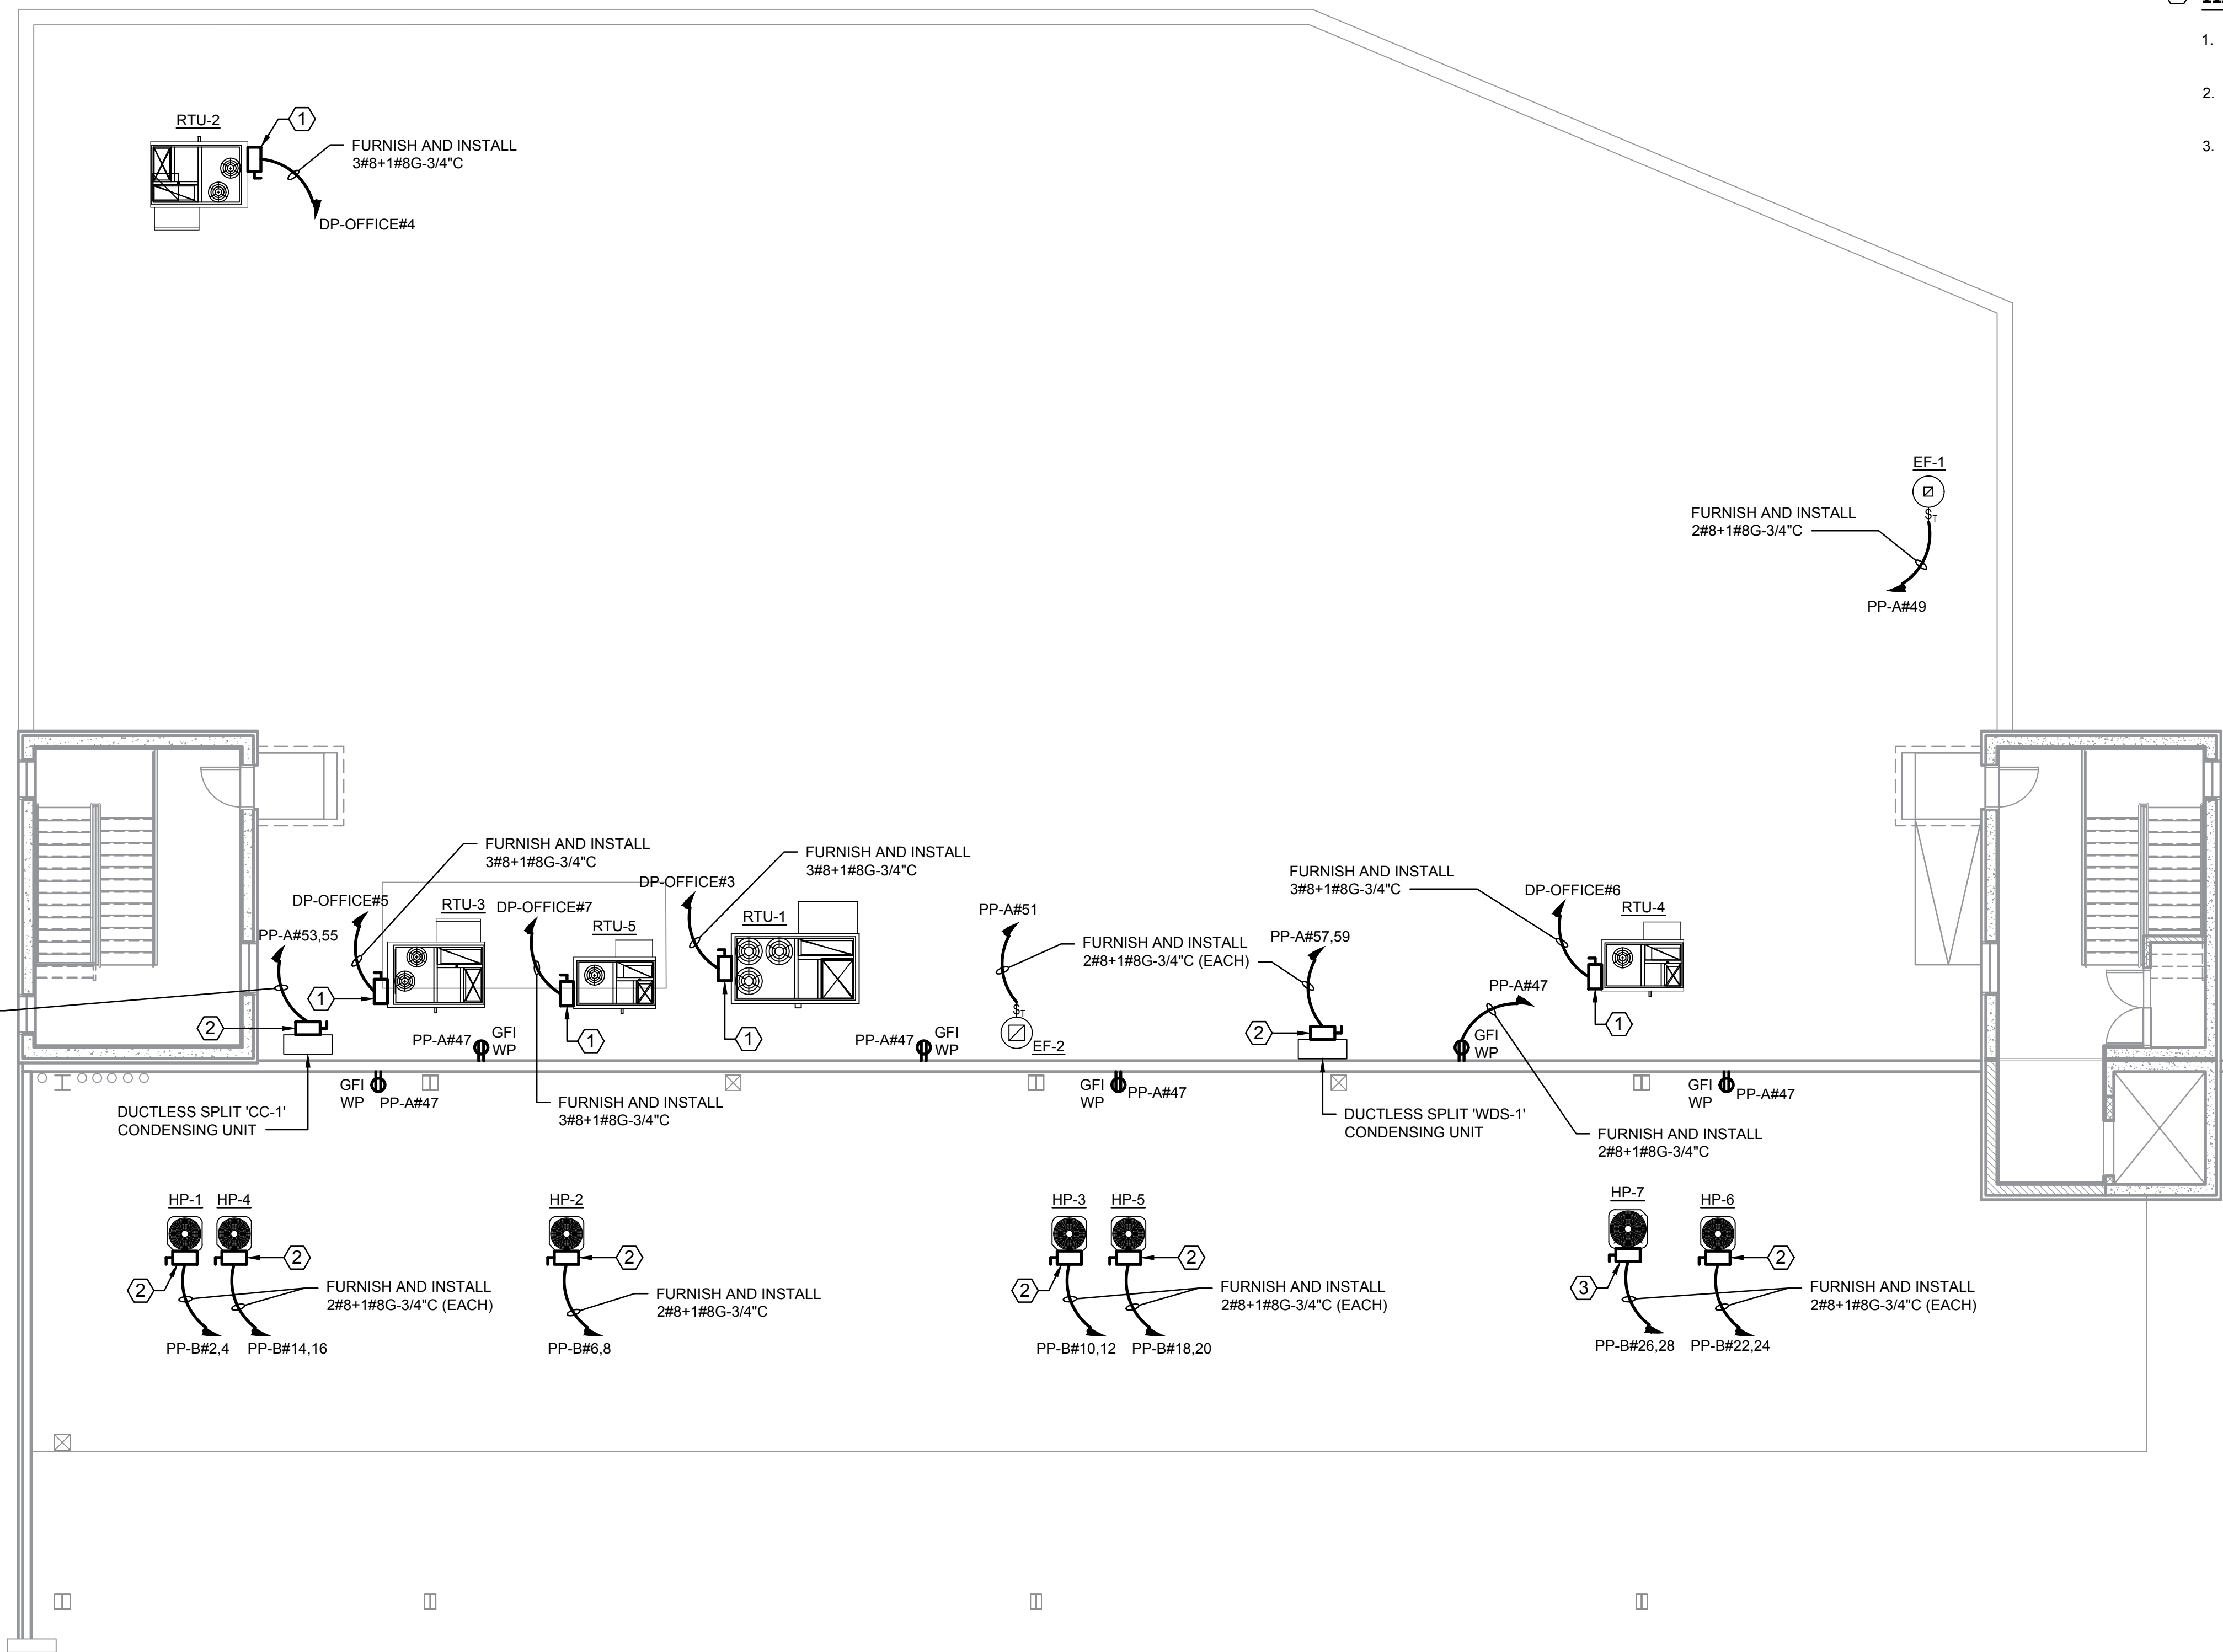 1.
2.
3.
RTU-2
1
FURNISH AND INSTALL
3#8+1#8G-3/4"C
DP-OFFICE#4
EF-1
FURNISH AND INSTALL
2#8+1#8G-3/4"C
S
T
PP-A#49
FURNISH AND INSTALL
3#8+1#8G-3/4"C
DP-OFFICE#5
RTU-3
PP-A#53,55
1
2
DP-OFFICE#7
RTU-5
1
FURNISH AND INSTALL
3#8+1#8G-3/4"C
DP-OFFICE#3
RTU-1
1
PP-A#51
FURNISH AND INSTALL
2#8+1#8G-3/4"C (EACH)
PP-A#57,59
S
T
EF-2
2
FURNISH AND INSTALL
3#8+1#8G-3/4"C
DP-OFFICE#6
RTU-4
1
PP-A#47
GFI
WP
PP-A#47
GFI
WP
PP-A#47
GFI
WP
GFI
WP
PP-A#47
GFI
WP
PP-A#47
GFI
WP
PP-A#47
DUCTLESS SPLIT 'CC-1'
CONDENSING UNIT
FURNISH AND INSTALL
3#8+1#8G-3/4"C
DUCTLESS SPLIT 'WDS-1'
CONDENSING UNIT
FURNISH AND INSTALL
2#8+1#8G-3/4"C
HP-1
HP-4
2
2
FURNISH AND INSTALL
2#8+1#8G-3/4"C (EACH)
PP-B#2,4
PP-B#14,16
HP-2
2
FURNISH AND INSTALL
2#8+1#8G-3/4"C
PP-B#6,8
HP-3
HP-5
2
2
FURNISH AND INSTALL
2#8+1#8G-3/4"C (EACH)
PP-B#10,12
PP-B#18,20
HP-7
HP-6
2
3
FURNISH AND INSTALL
2#8+1#8G-3/4"C (EACH)
PP-B#26,28
PP-B#22,24